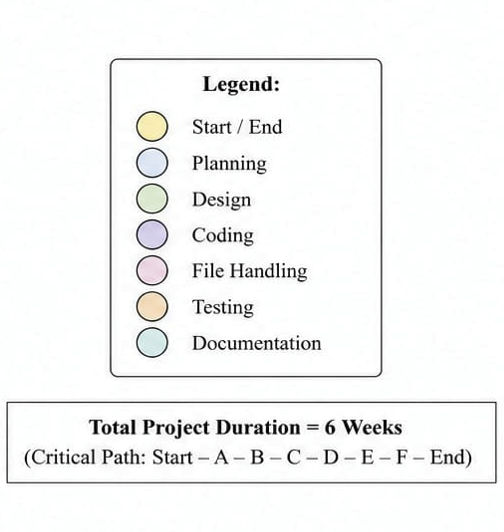 Legend:
Start / End
Planning
Design
Coding
File Handling
Testing
Documentation
Total Project Duration = 6 Weeks
(Critical Path: Start – A – B – C – D – E – F – End)